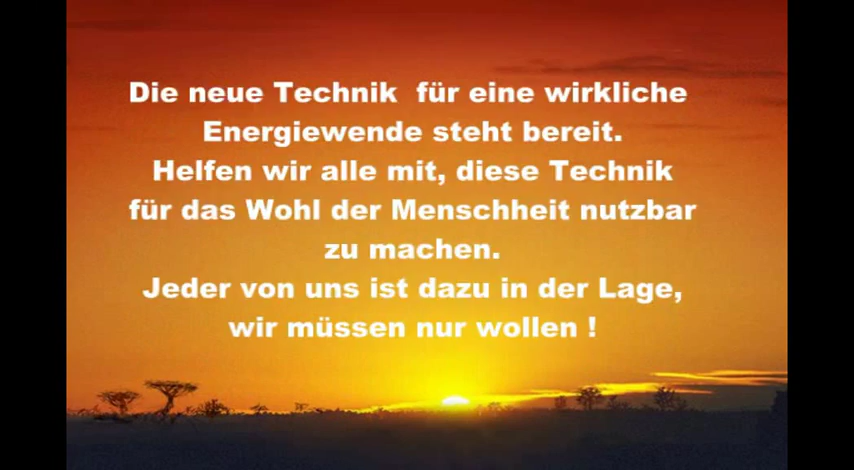 Die neue Technik für eine wirkliche
Energiewende steht bereit.
Helfen wir alle mit, diese Technik
für das Wohl der Menschheit nutzbar
zu machen.
Jeder von uns ist dazu in der Lage,
wir müssen nur wollen !